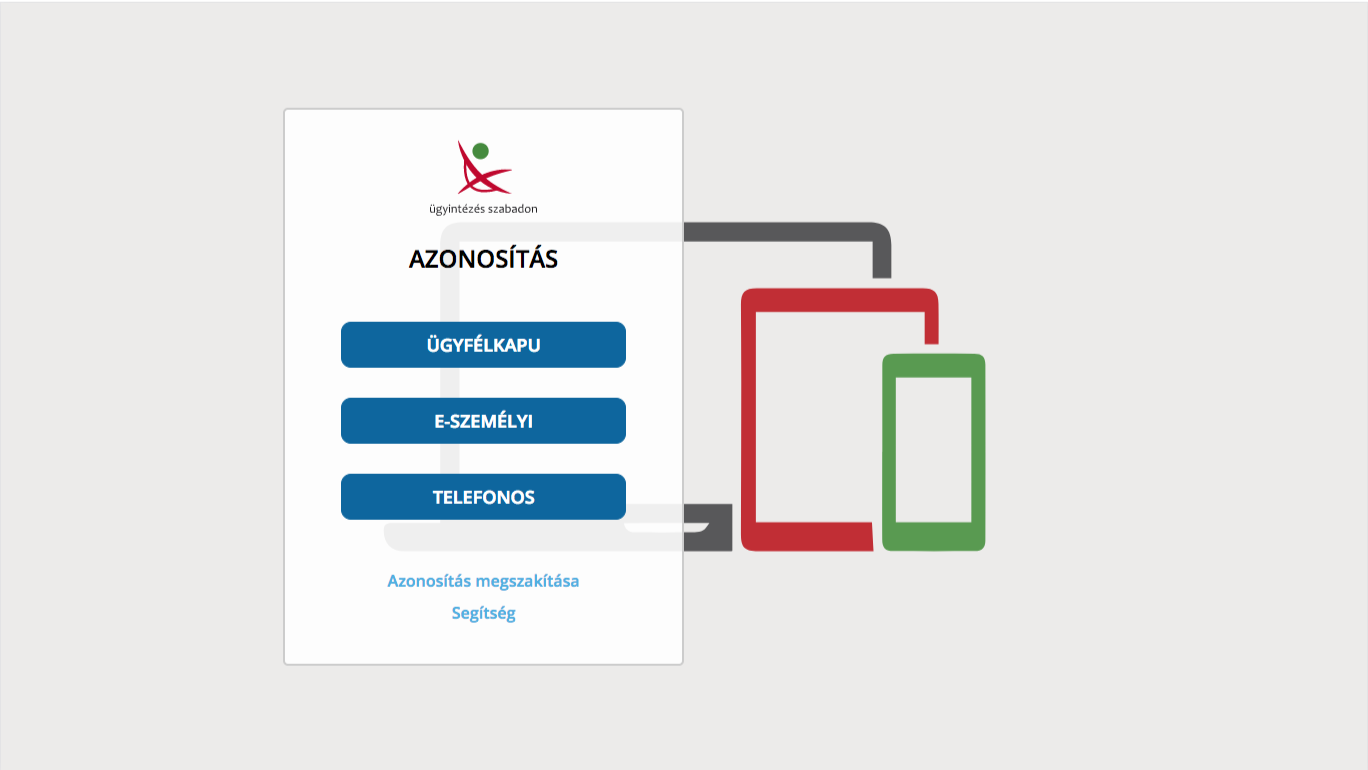 ügyintézés szabadon
AZONOSÍTÁS
ÜGYFÉLKAPU
E-SZEMÉLYI
TELEFONOS
Azonosítás megszakítása
Segítség